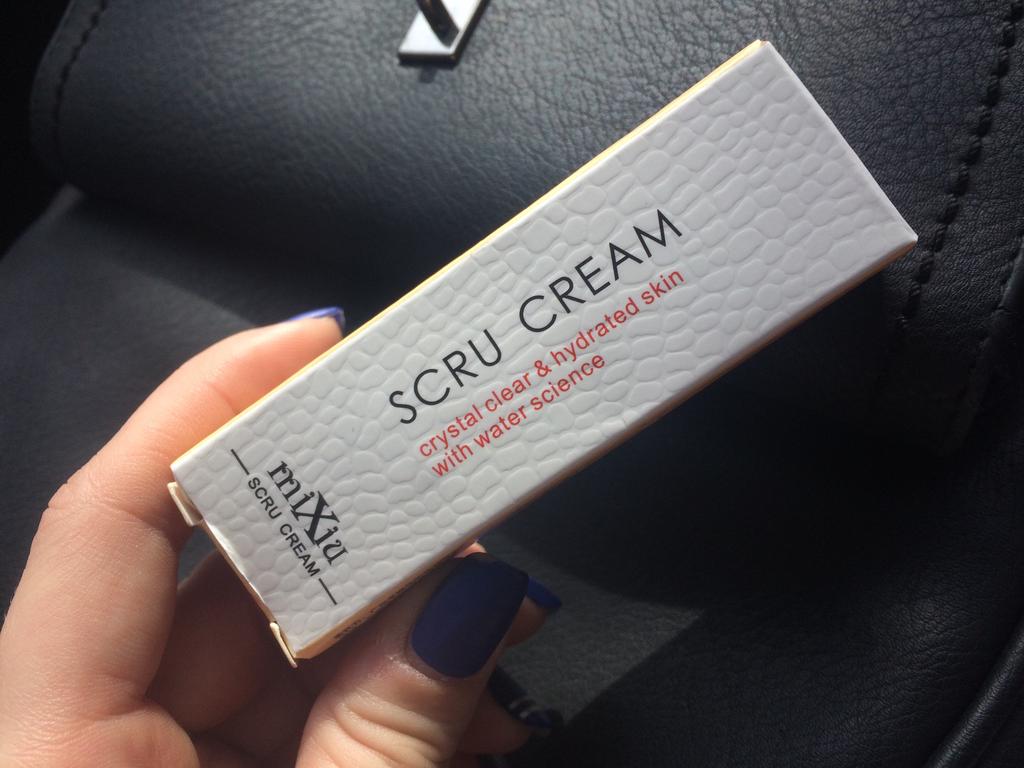 SCRU CREAM
crystal clear & hydrated skin
with water science
miXiu
SCRU CREAM